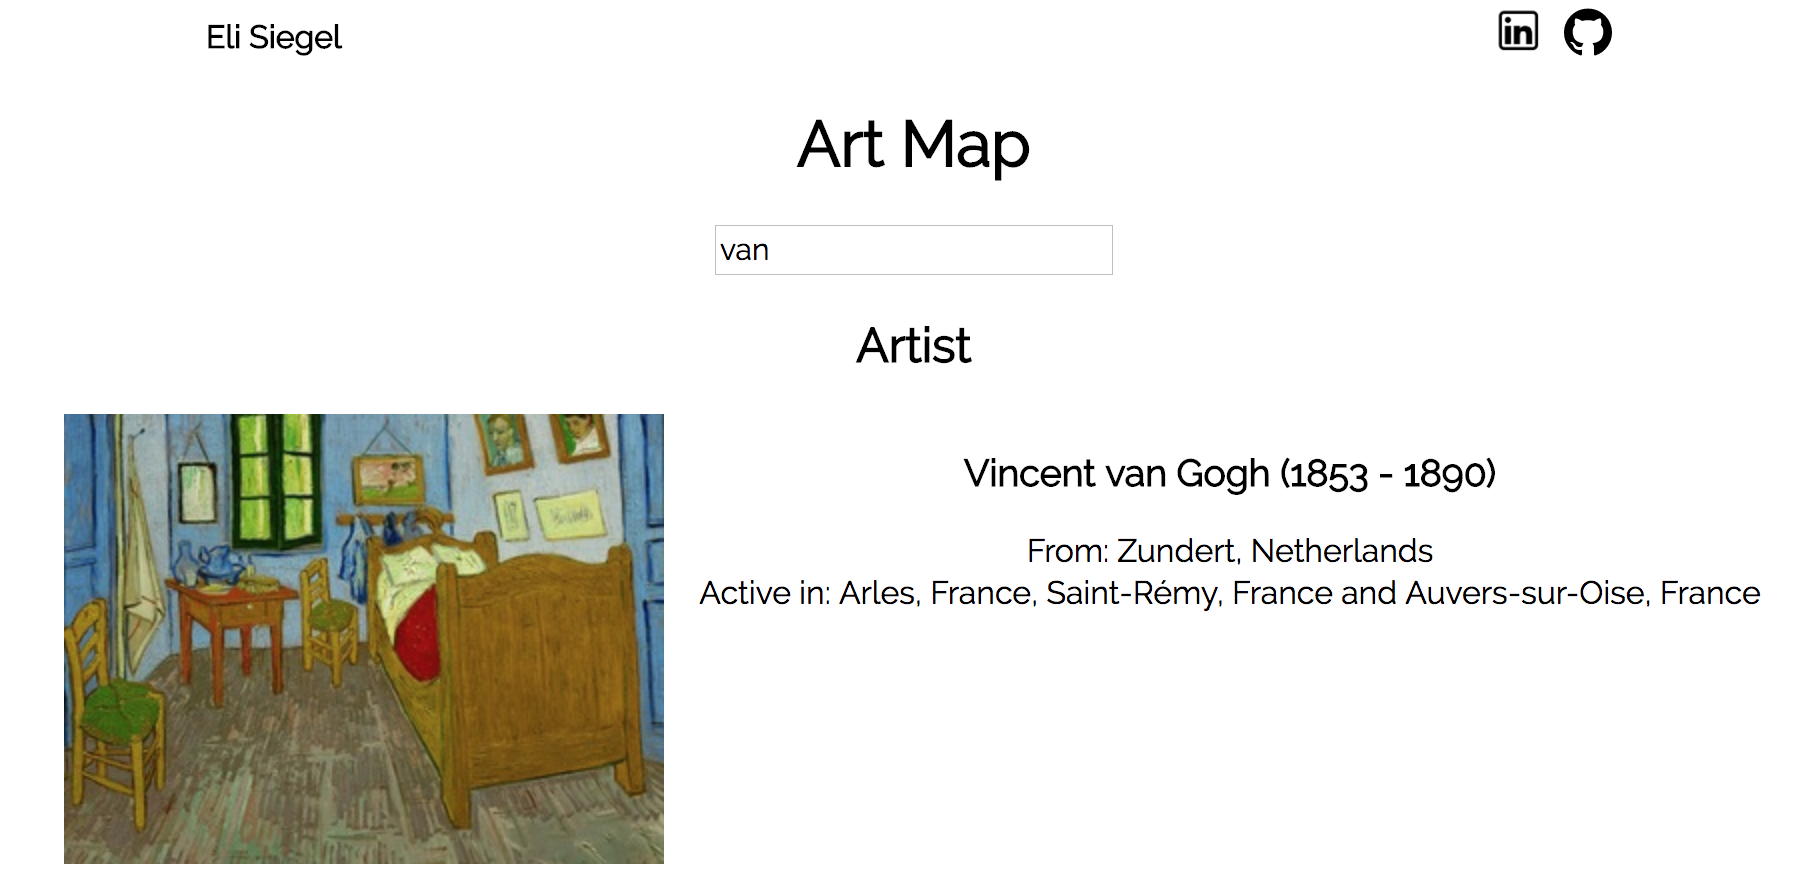 Eli Siegel
in
Art Map
van
Artist
Vincent van Gogh (1853 - 1890)
From: Zundert, Netherlands
Active in: Arles, France, Saint-Rémy, France and Auvers-sur-Oise, France